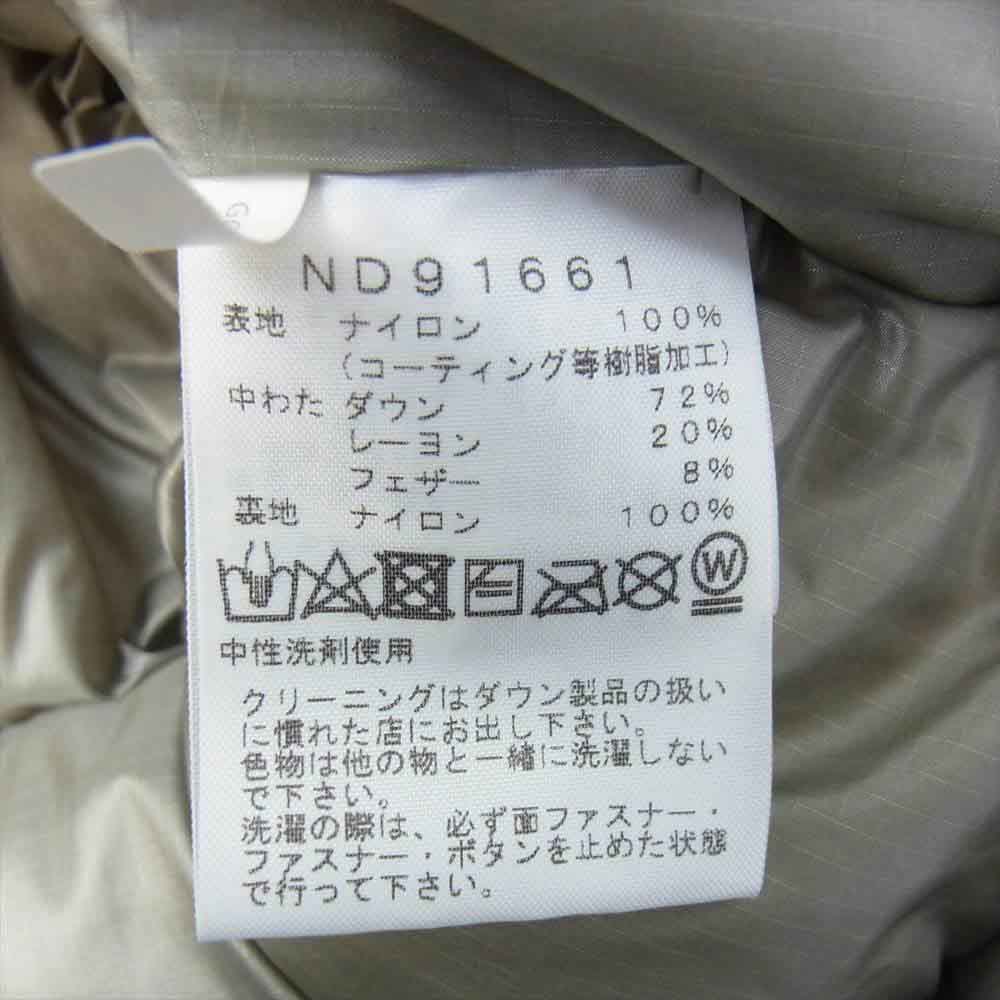 ND91661
表地 ナイロン 100%
(コーティング等樹脂加工)
中わた ダウン 72%
レーヨン 20%
フェザー 8%
裏地 ナイロン 100%
W
中性洗剤使用
クリーニングはダウン製品の扱い
に慣れた店にお出し下さい。
色物は他の物と一緒に洗濯しない
で下さい。
洗濯の際は、必ず面ファスナー・
ファスナー・ボタンを止めた状態
で行って下さい。